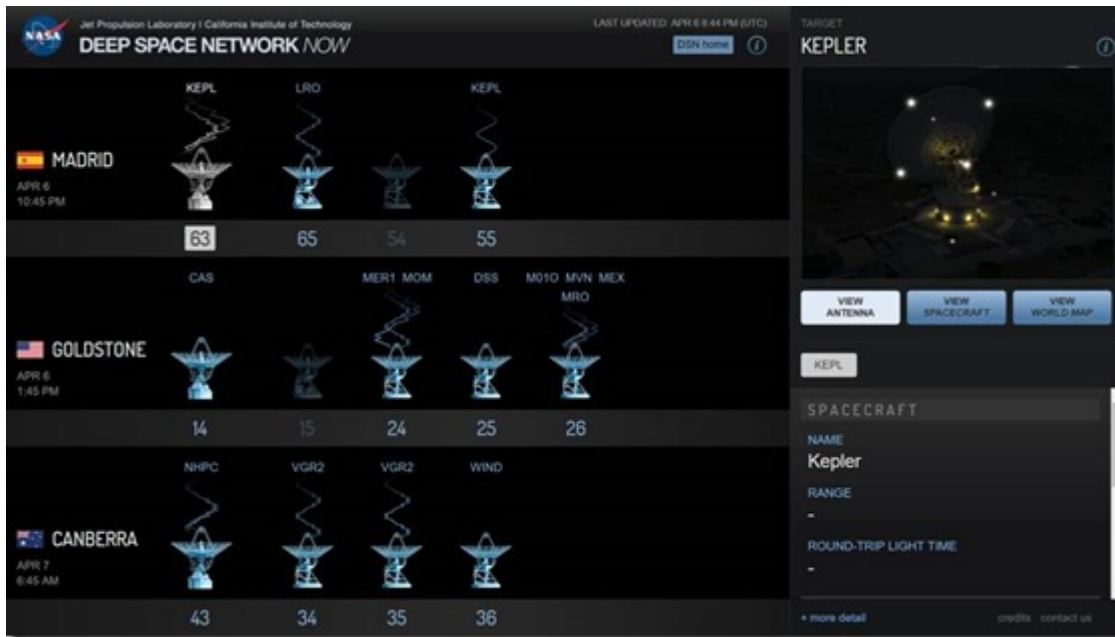 NASA
Jet Propulsion Laboratory | California Institute of Technology
DEEP SPACE NETWORK NOW
LAST UPDATED: APR 6 8:44 PM (UTC)
DSN home
i
KEPL LRO KEPL
MADRID
APR 6
10:45 PM
63 65 54 55
CAS MER1 MOM DSS M01O MVN MEX
MRO
GOLDSTONE
APR 6
1:45 PM
14 15 24 25 26
NHPC VGR2 VGR2 WIND
CANBERRA
APR 7
6:45 AM
43 34 35 36
TARGET
KEPLER
i
VIEW ANTENNA
VIEW SPACECRAFT
VIEW WORLD MAP
KEPL
SPACECRAFT
NAME
Kepler
RANGE
-
ROUND-TRIP LIGHT TIME
-
+ more detail
credits contact us